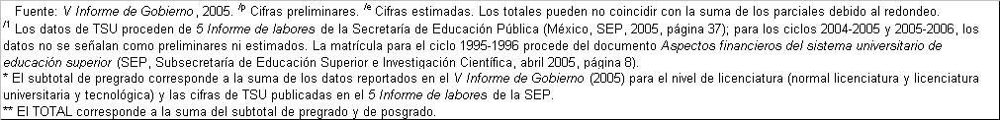 Fuente: V Informe de Gobierno, 2005. /p Cifras preliminares. /e Cifras estimadas. Los totales pueden no coincidir con la suma de los parciales debido al redondeo.
/1 Los datos de TSU proceden de 5 Informe de labores de la Secretaría de Educación Pública (México, SEP, 2005, página 37); para los ciclos 2004-2005 y 2005-2006, los
datos no se señalan como preliminares ni estimados. La matrícula para el ciclo 1995-1996 procede del documento Aspectos financieros del sistema universitario de
educación superior (SEP, Subsecretaría de Educación Superior e Investigación Científica, abril 2005, página 8).
* El subtotal de pregrado corresponde a la suma de los datos reportados en el V Informe de Gobierno (2005) para el nivel de licenciatura (normal licenciatura y licenciatura
universitaria y tecnológica) y las cifras de TSU publicadas en el 5 Informe de labores de la SEP.
** El TOTAL corresponde a la suma del subtotal de pregrado y de posgrado.